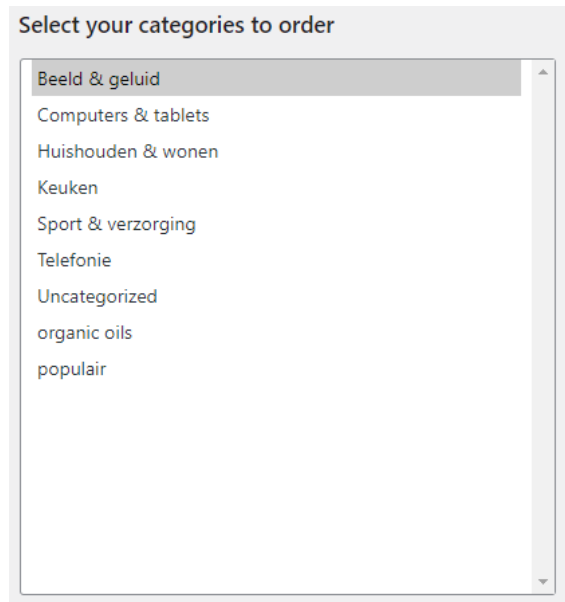 Select your categories to order
Beeld & geluid
Computers & tablets
Huishouden & wonen
Keuken
Sport & verzorging
Telefonie
Uncategorized
organic oils
populair